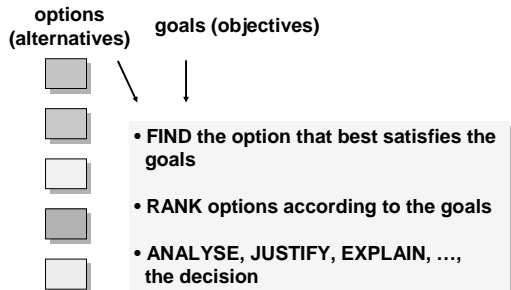 options
(alternatives)
goals (objectives)
• FIND the option that best satisfies the
goals
• RANK options according to the goals
• ANALYSE, JUSTIFY, EXPLAIN, …,
the decision